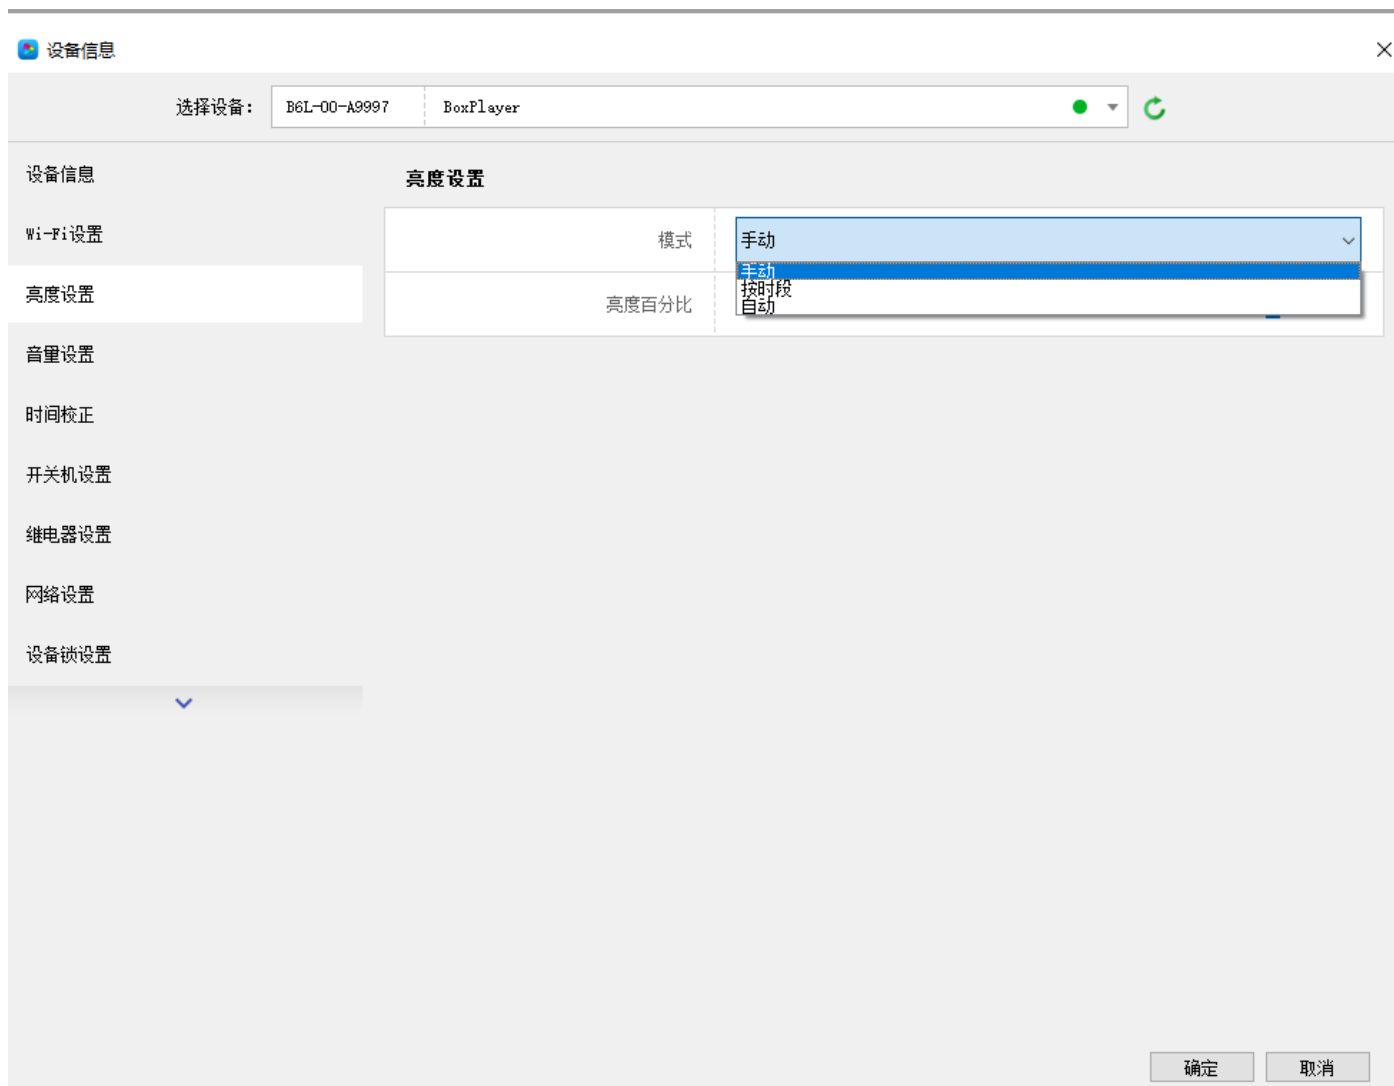 设备信息
选择设备: B6L-00-A9997 BoxPlayer
设备信息
Wi-Fi设置
亮度设置
音量设置
时间校正
开关机设置
继电器设置
网络设置
设备锁设置
亮度设置
模式 手动
手动
按时段
自动
亮度百分比
确定 取消